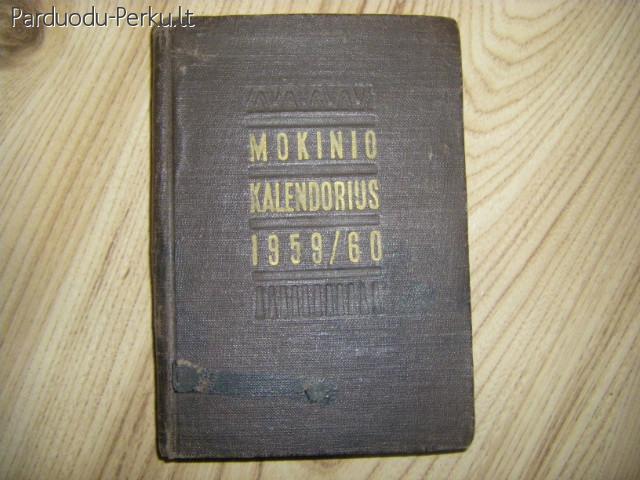 Parduodu-Perku.lt
MOKINIO
KALENDORIUS
1959/60